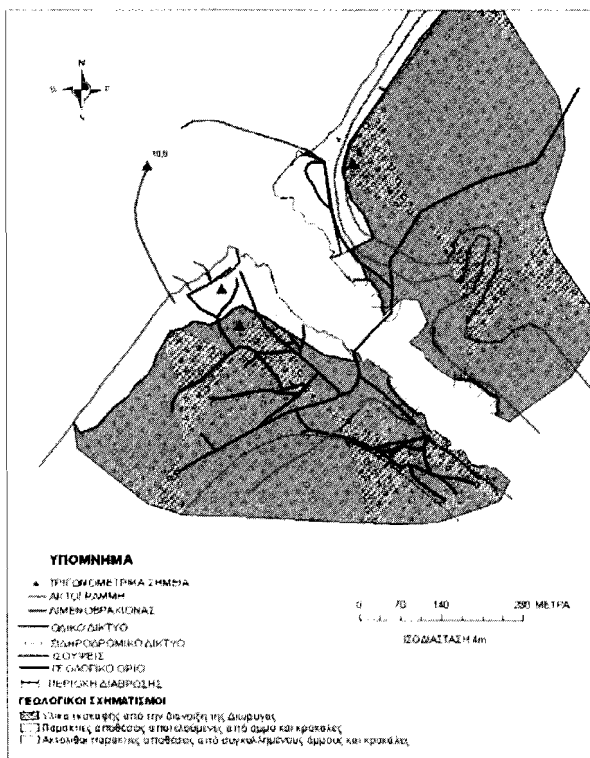 N
10,8
ΥΠΟΜΝΗΜΑ
ΤΡΙΓΩΝΟΜΕΤΡΙΚΑ ΣΗΜΕΙΑ
ΑΚΤΟΓΡΑΜΜΗ
ΛΙΜΕΝΟΒΡΑΧΙΟΝΑΣ
ΟΔΙΚΟ ΔΙΚΤΥΟ
ΣΙΔΗΡΟΔΡΟΜΙΚΟ ΔΙΚΤΥΟ
ΙΣΟΥΨΕΙΣ
ΓΕΩΛΟΓΙΚΟ ΟΡΙΟ
ΠΕΡΙΟΧΗ ΔΙΑΒΡΩΣΗΣ
0 70 140 280 ΜΕΤΡΑ
ΙΣΟΔΙΑΣΤΑΣΗ 4m
ΓΕΩΛΟΓΙΚΟΙ ΣΧΗΜΑΤΙΣΜΟΙ
Υλικά εκσκαφής από την διάνοιξη της Διώρυγας
Παράκτιες αποθέσεις αποτελούμενες από άμμο και κροκάλες
Ακτόλιθοι παράκτιες αποθέσεις από συγκολλημένους άμμους και κροκάλες